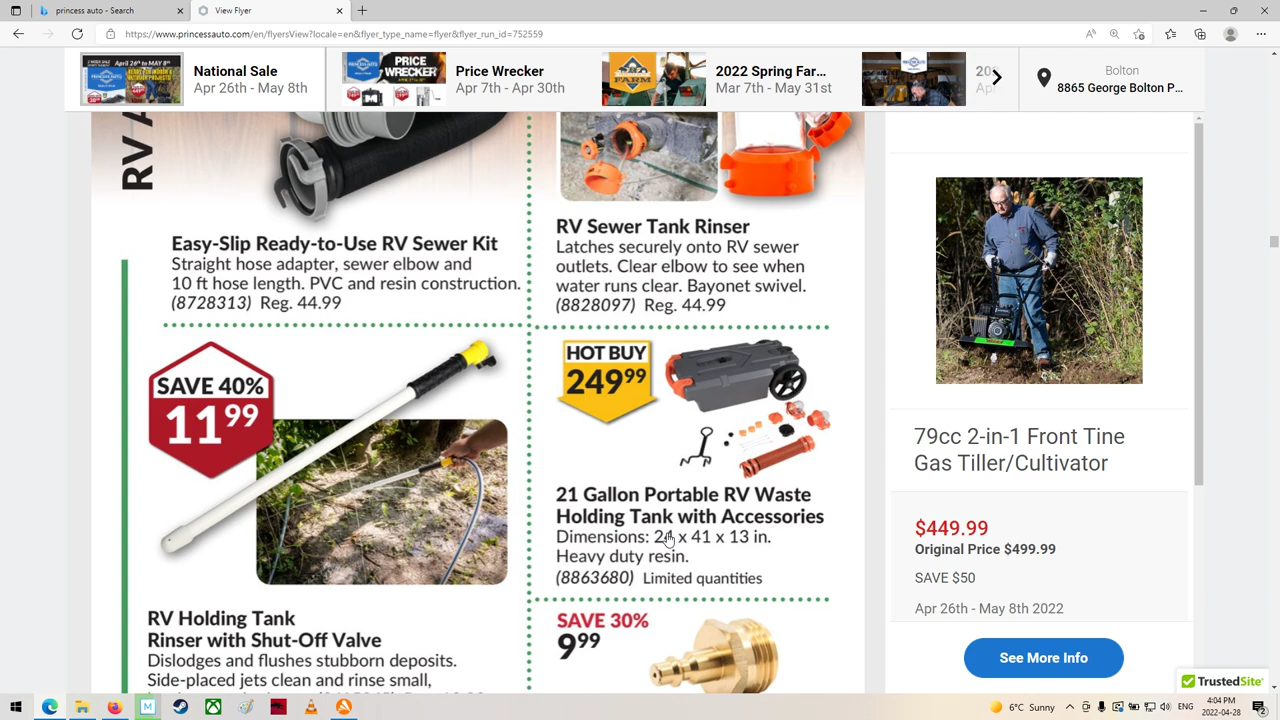 princess auto - Search
View Flyer
https://www.princessauto.com/en/flyersView?locale=en&flyer_type_name=flyer&flyer_run_id=752559
National Sale
Apr 26th - May 8th
Price Wrecker
Apr 7th - Apr 30th
2022 Spring Far...
Mar 7th - May 31st
Bolton
8865 George Bolton P...
RV A
Easy-Slip Ready-to-Use RV Sewer Kit
Straight hose adapter, sewer elbow and
10 ft hose length. PVC and resin construction.
(8728313) Reg. 44.99
RV Sewer Tank Rinser
Latches securely onto RV sewer
outlets. Clear elbow to see when
water runs clear. Bayonet swivel.
(8828097) Reg. 44.99
SAVE 40%
11 99
HOT BUY
249 99
21 Gallon Portable RV Waste
Holding Tank with Accessories
Dimensions: x 41 x 13 in.
Heavy duty resin.
(8863680) Limited quantities
RV Holding Tank
Rinser with Shut-Off Valve
Dislodges and flushes stubborn deposits.
Side-placed jets clean and rinse small,
SAVE 30%
9 99
79cc 2-in-1 Front Tine
Gas Tiller/Cultivator
$449.99
Original Price $499.99
SAVE $50
Apr 26th - May 8th 2022
See More Info
TrustedSite
6°C Sunny
ENG
4:04 PM
2022-04-28